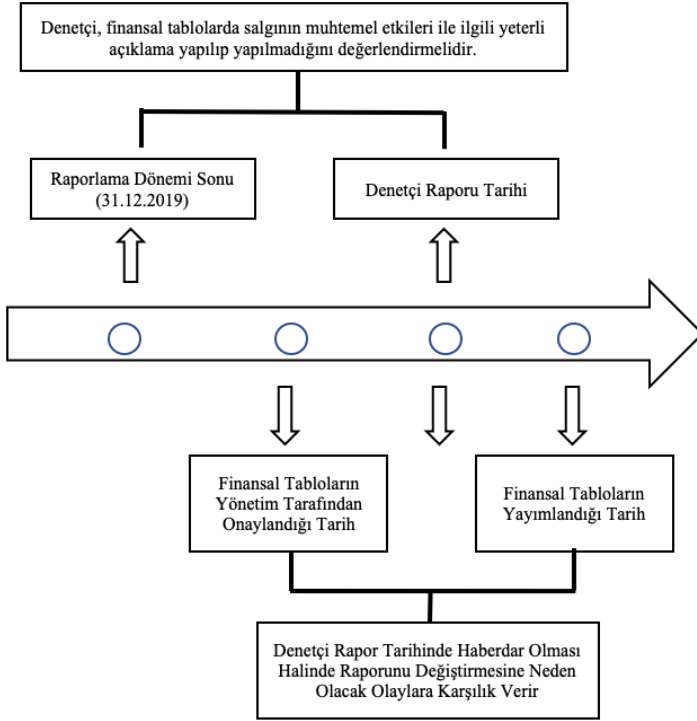 Denetçi, finansal tablolarda salgının muhtemel etkileri ile ilgili yeterli
açıklama yapılıp yapılmadığını değerlendirmelidir.
Raporlama Dönemi Sonu
(31.12.2019)
Denetçi Raporu Tarihi
Finansal Tabloların
Yönetim Tarafından
Onaylandığı Tarih
Finansal Tabloların
Yayımlandığı Tarih
Denetçi Rapor Tarihinde Haberdar Olması
Halinde Raporunu Değiştirmesine Neden
Olacak Olaylara Karşılık Verir